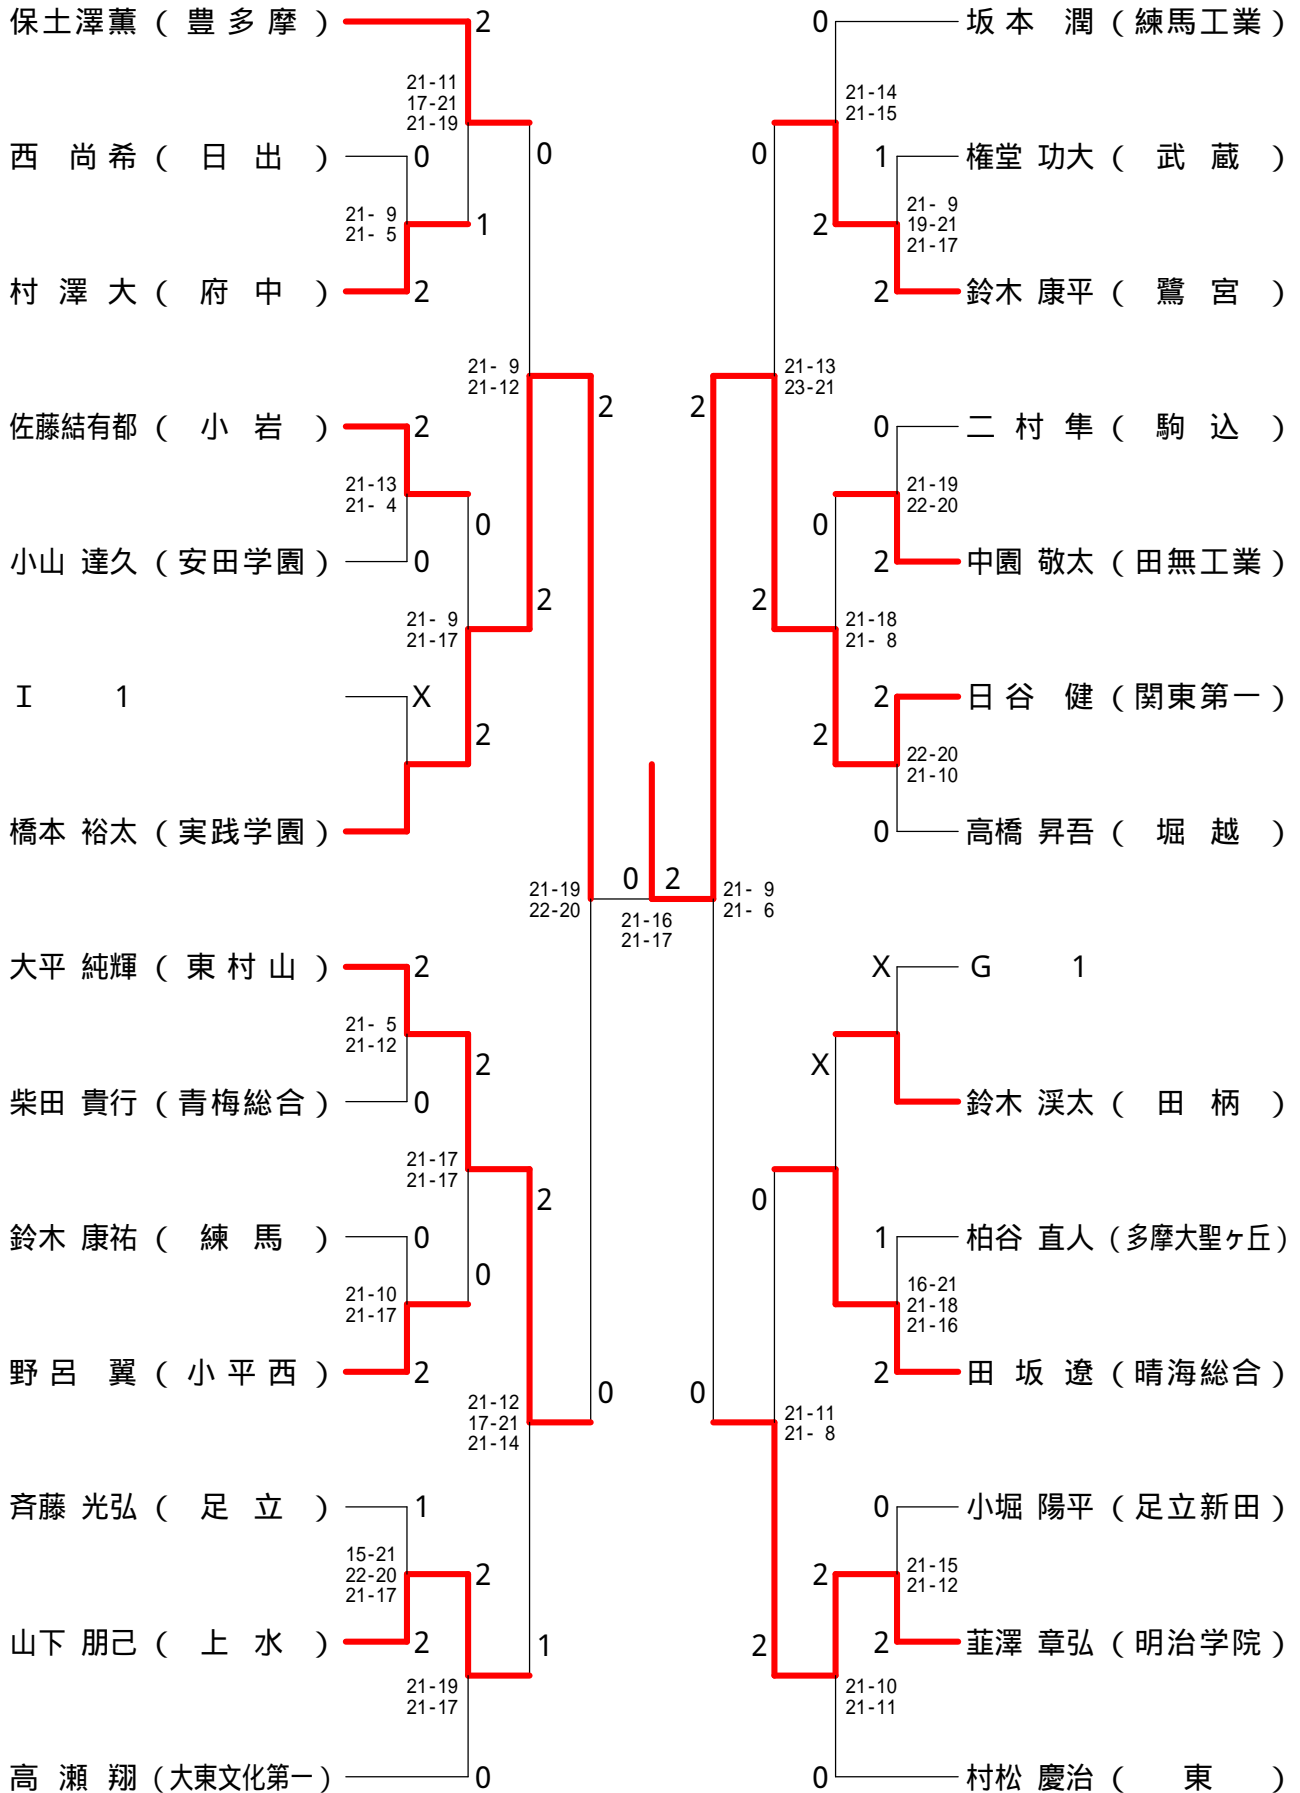 保土澤薫 ( 豊多摩 ) 2
21-11
17-21
21-19
西 尚希 ( 日出 ) 0
0
21- 9
21- 5
1
村澤大 ( 府中 ) 2
21- 9
21-12
2
佐藤結有都 ( 小岩 ) 2
21-13
21- 4
0
小山 達久 ( 安田学園 ) 0
2
21- 9
21-17
I 1 X
2
橋本 裕太 ( 実践学園 )
21-19
22-20
0 2
21-16
21-17
大平 純輝 ( 東村山 ) 2
21- 5
21-12
2
柴田 貴行 ( 青梅総合 ) 0
21-17
21-17
2
鈴木 康祐 ( 練馬 ) 0
0
21-10
21-17
野呂 翼 ( 小平西 ) 2
21-12
17-21
21-14
0
斉藤 光弘 ( 足立 ) 1
15-21
22-20
21-17
2
山下 朋己 ( 上水 ) 2
1
21-19
21-17
高瀬翔 ( 大東文化第一 ) 0
0 坂本 潤 ( 練馬工業 )
21-14
21-15
0
1 権堂 功大 ( 武蔵 )
2
21- 9
19-21
21-17
2 鈴木 康平 ( 鷺宮 )
2
21-13
23-21
0 二村隼 ( 駒込 )
21-19
22-20
0
2 中園 敬太 ( 田無工業 )
2
21-18
21- 8
2 日谷 健 ( 関東第一 )
2
22-20
21-10
0 高橋 昇吾 ( 堀越 )
21- 9
21- 6
X G 1
X
鈴木 渓太 ( 田柄 )
0
1 柏谷 直人 ( 多摩大聖ヶ丘 )
16-21
21-18
21-16
2 田坂遼 ( 晴海総合 )
0
21-11
21- 8
0 小堀 陽平 ( 足立新田 )
2
21-15
21-12
2
2 韮澤 章弘 ( 明治学院 )
21-10
21-11
0 村松 慶治 ( 東 )